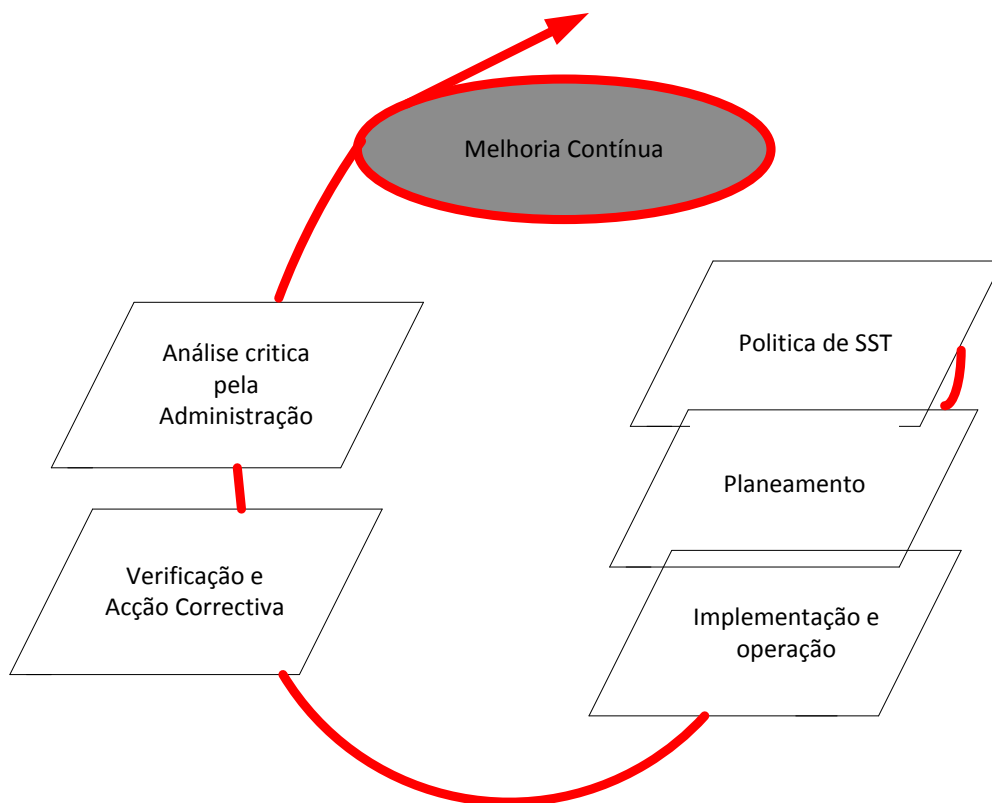 Melhoria Contínua
Politica de SST
Planeamento
Implementação e
operação
Verificação e
Acção Correctiva
Análise critica
pela
Administração